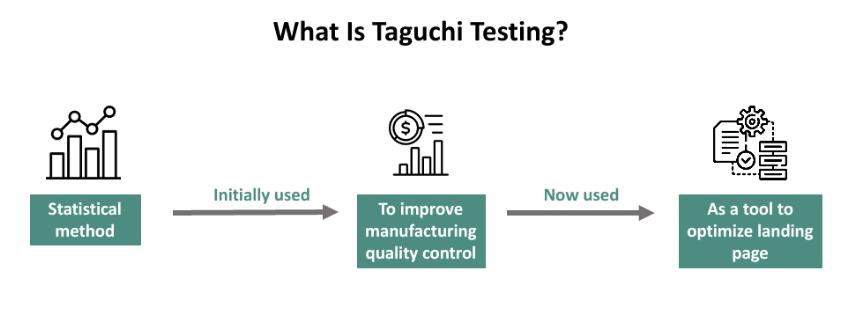 What Is Taguchi Testing?
Statistical
method
Initially used
To improve
manufacturing
quality control
Now used
As a tool to
optimize landing
page
$